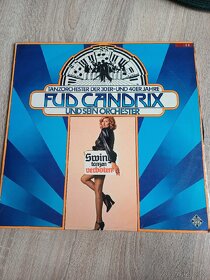 TANZORCHESTER DER 30ER- UND 40ER JAHRE
FUD CANDRIX
UND SEIN ORCHESTER
Swing
tanzen
verboten